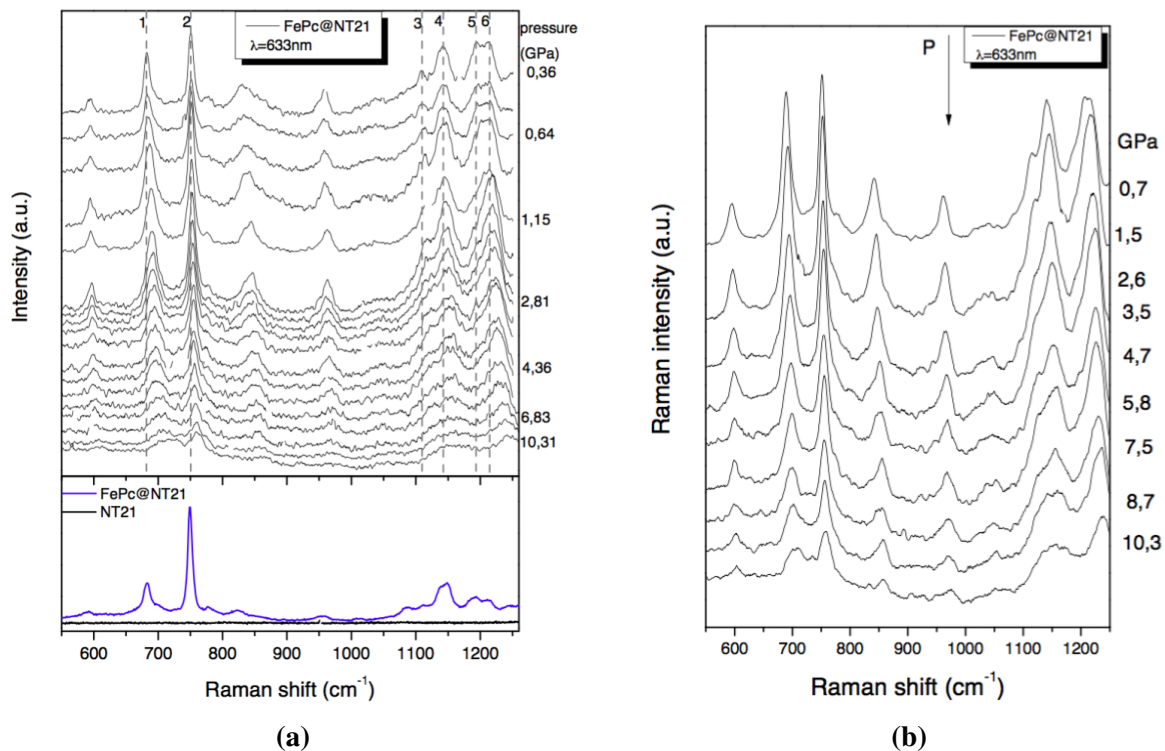 1 2 3 4 5 6
FePc@NT21
λ=633nm
pressure
(GPa)
0,36
0,64
1,15
2,81
4,36
6,83
10,31
Intensity (a.u.)
FePc@NT21
NT21
600 700 800 900 1000 1100 1200
Raman shift (cm⁻¹)
(a)
P
FePc@NT21
λ=633nm
GPa
0,7
1,5
2,6
3,5
4,7
5,8
7,5
8,7
10,3
Raman intensity (a.u.)
600 700 800 900 1000 1100 1200
Raman shift (cm⁻¹)
(b)